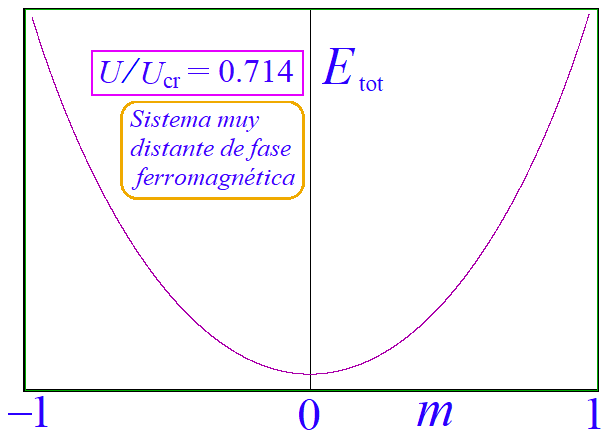 U/Ucr = 0.714
Etot
Sistema muy
distante de fase
ferromagnética
−1
0
m
1